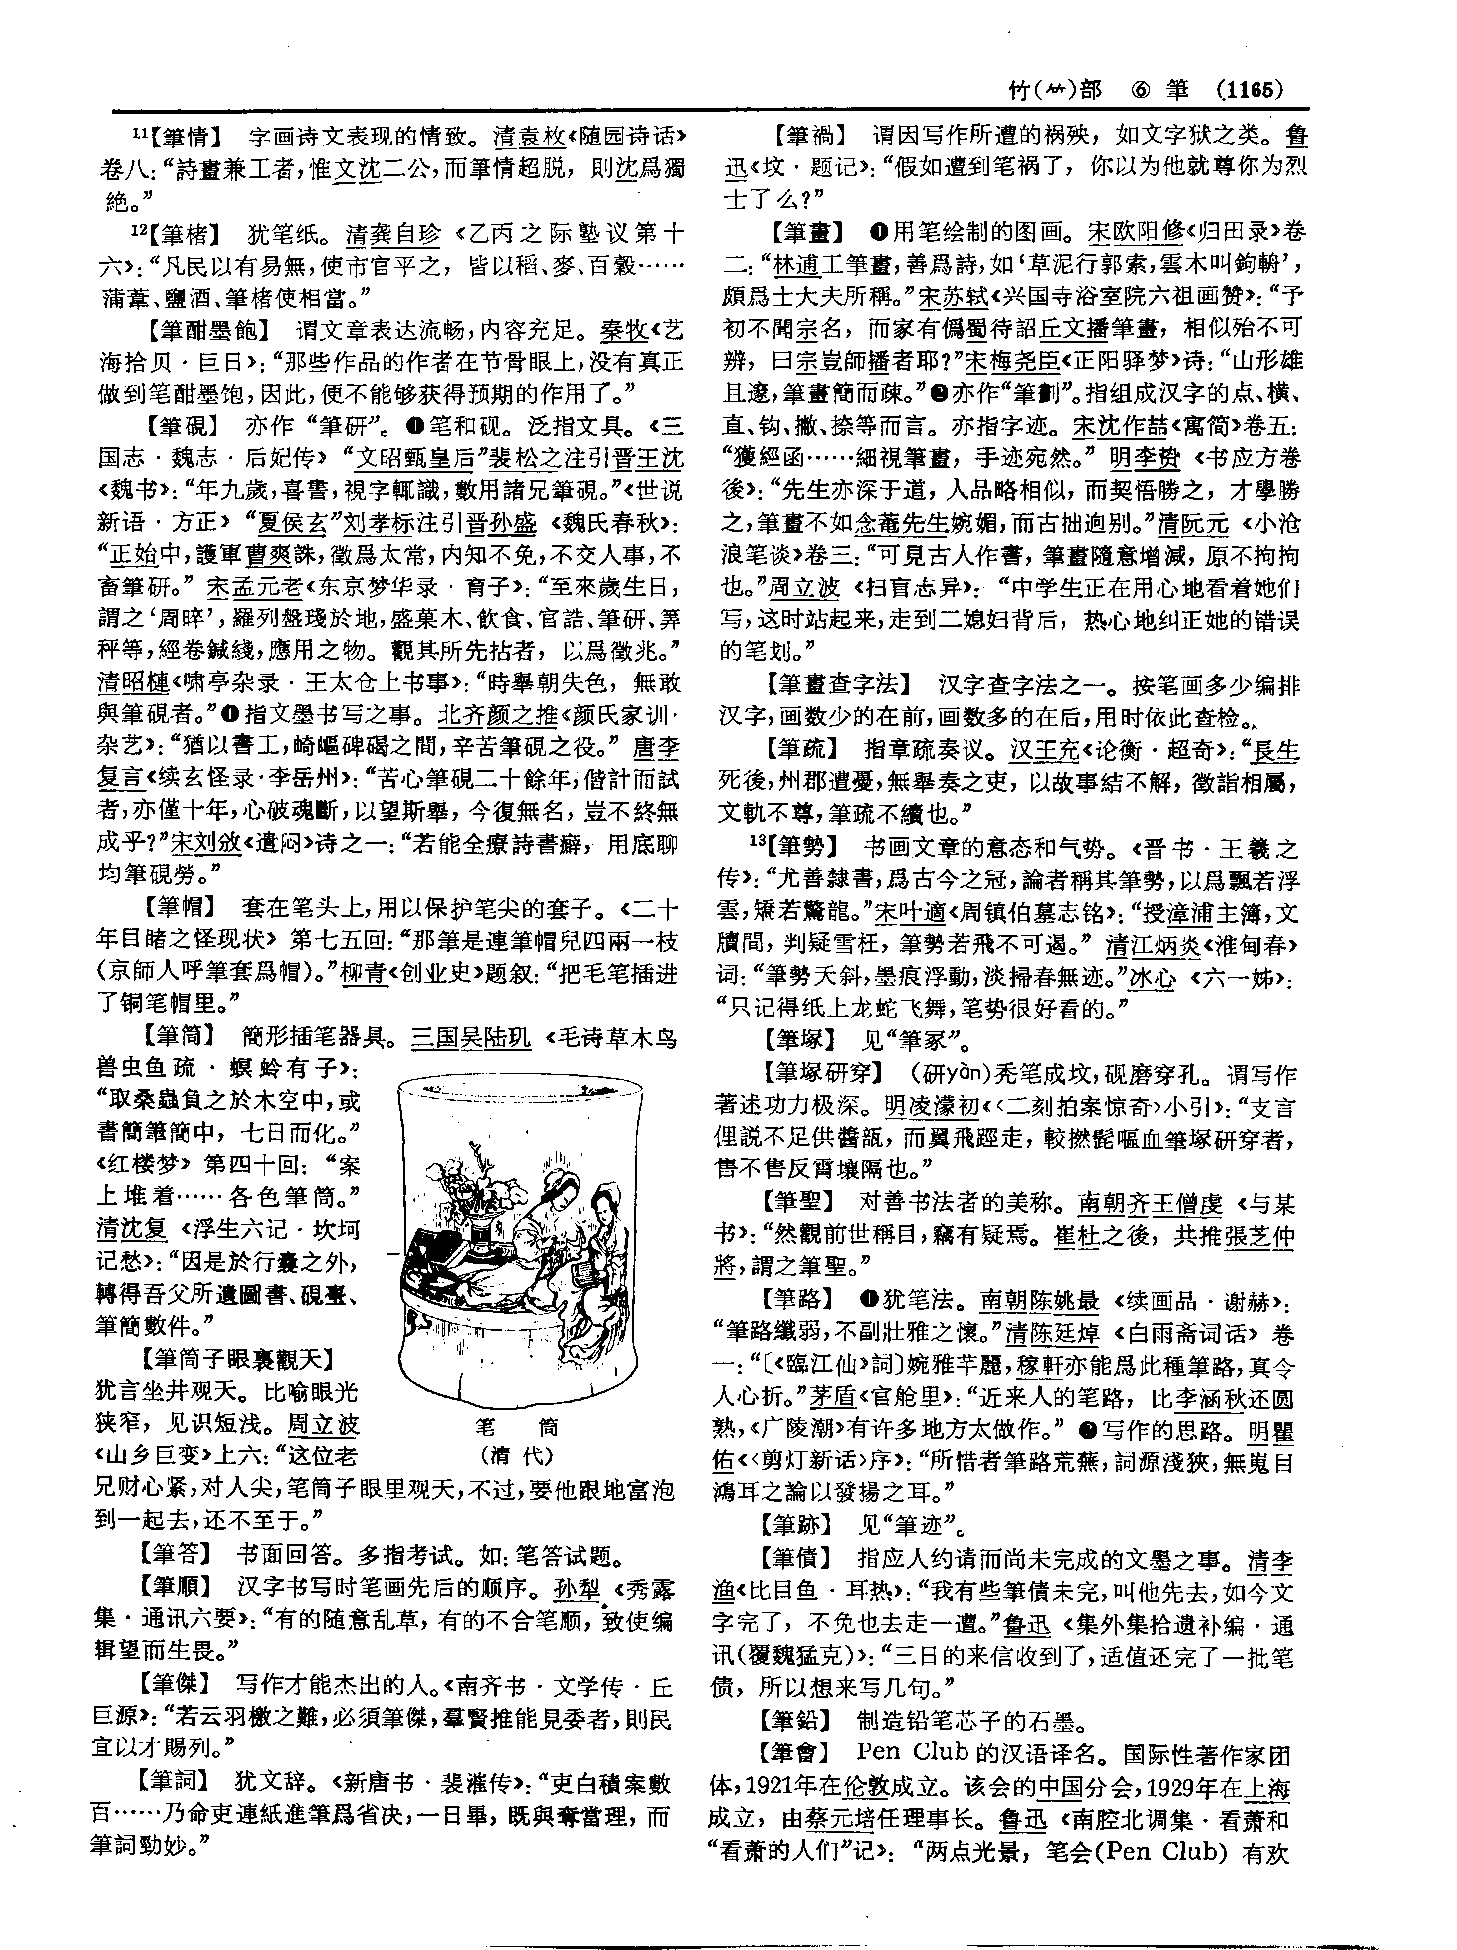 竹(⺮)部 ⑥ 筆 (1165)
11【筆情】 字画诗文表现的情致。清袁枚《随园诗话》
卷八:“詩畫兼工者,惟文沈二公,而筆情超脱,則沈爲獨
絶。”
12【筆楮】 犹笔纸。清龚自珍《乙丙之际塾议第十
六》:“凡民以有易無,使市官平之,皆以稻、麥、百穀……
蒲葦、鹽酒、筆楮使相當。”
【筆酣墨飽】 谓文章表达流畅,内容充足。秦牧《艺
海拾贝·巨日》:“那些作品的作者在节骨眼上,没有真正
做到笔酣墨饱,因此,便不能够获得预期的作用了。”
【筆硯】 亦作“筆研”。❶笔和砚。泛指文具。《三
国志·魏志·后妃传》“文昭甄皇后”裴松之注引晋王沈
《魏书》:“年九歲,喜書,視字輒識,數用諸兄筆硯。”《世说
新语·方正》“夏侯玄”刘孝标注引晋孙盛《魏氏春秋》:
“正始中,護軍曹爽誅,徵爲太常,内知不免,不交人事,不
畜筆研。”宋孟元老《东京梦华录·育子》:“至來歲生日,
謂之‘周晬’,羅列盤琖於地,盛菓木、飲食、官誥、筆研、筭
秤等,經卷鍼綫,應用之物。觀其所先拈者,以爲徵兆。”
清昭梿《啸亭杂录·王太仓上书事》:“時舉朝失色,無敢
與筆硯者。”❶指文墨书写之事。北齐颜之推《颜氏家训·
杂艺》:“猶以書工,崎嶇碑碣之間,辛苦筆硯之役。”唐李
复言《续玄怪录·李岳州》:“苦心筆硯二十餘年,偕計而試
者,亦僅十年,心破魂斷,以望斯舉,今復無名,豈不終無
成乎?”宋刘敛《遣闷》诗之一:“若能全療詩書癖,用底聊
均筆硯勞。”
【筆帽】 套在笔头上,用以保护笔尖的套子。《二十
年目睹之怪现状》第七五回:“那筆是連筆帽兒四兩一枝
(京師人呼筆套爲帽)。”柳青《创业史》题叙:“把毛笔插进
了铜笔帽里。”
【筆筒】 筒形插笔器具。三国吴陆玑《毛诗草木鸟
兽虫鱼疏·螟蛉有子》:
“取桑蟲負之於木空中,或
書簡筆筒中,七日而化。”
《红楼梦》第四十回:“案
上堆着……各色筆筒。”
清沈复《浮生六记·坎坷
记愁》:“因是於行囊之外,
轉得吾父所遺圖書、硯臺、
筆筒數件。”
【筆筒子眼裏觀天】
犹言坐井观天。比喻眼光
狭窄,见识短浅。周立波
《山乡巨变》上六:“这位老
笔 筒
(清 代)
兄财心紧,对人尖,笔筒子眼里观天,不过,要他跟地富泡
到一起去,还不至于。”
【筆答】 书面回答。多指考试。如:笔答试题。
【筆順】 汉字书写时笔画先后的顺序。孙犁《秀露
集·通讯六要》:“有的随意乱草,有的不合笔顺,致使编
辑望而生畏。”
【筆傑】 写作才能杰出的人。《南齐书·文学传·丘
巨源》:“若云羽檄之難,必須筆傑,羣賢推能見委者,則民
宜以才賜列。”
【筆詞】 犹文辞。《新唐书·裴漼传》:“吏白積案數
百……乃命吏連紙進筆爲省决,一日畢,既與奪當理,而
筆詞勁妙。”
【筆禍】 谓因写作所遭的祸殃,如文字狱之类。鲁
迅《坟·题记》:“假如遭到笔祸了,你以为他就尊你为烈
士了么?”
【筆畫】 ❶用笔绘制的图画。宋欧阳修《归田录》卷
二:“林逋工筆畫,善爲詩,如‘草泥行郭索,雲木叫鉤輈’,
頗爲士大夫所稱。”宋苏轼《兴国寺浴室院六祖画赞》:“予
初不聞宗名,而家有僞蜀待詔丘文播筆畫,相似殆不可
辨,曰宗豈師播者耶?”宋梅尧臣《正阳驿梦》诗:“山形雄
且邃,筆畫簡而疎。”❷亦作“筆劃”。指组成汉字的点、横、
直、钩、撇、捺等而言。亦指字迹。宋沈作喆《寓简》卷五:
“獲經函……細視筆畫,手迹宛然。”明李贽《书应方卷
後》:“先生亦深于道,人品略相似,而契悟勝之,才學勝
之,筆畫不如念菴先生婉媚,而古拙迥别。”清阮元《小沧
浪笔谈》卷三:“可見古人作書,筆畫隨意增減,原不拘拘
也。”周立波《扫盲志异》:“中学生正在用心地看着她们
写,这时站起来,走到二媳妇背后,热心地纠正她的错误
的笔划。”
【筆畫查字法】 汉字查字法之一。按笔画多少编排
汉字,画数少的在前,画数多的在后,用时依此查检。
【筆疏】 指章疏奏议。汉王充《论衡·超奇》:“長生
死後,州郡遭憂,無舉奏之吏,以故事結不解,徵詣相屬,
文軌不尊,筆疏不續也。”
13【筆勢】 书画文章的意态和气势。《晋书·王羲之
传》:“尤善隸書,爲古今之冠,論者稱其筆勢,以爲飄若浮
雲,矯若驚龍。”宋叶適《周镇伯墓志铭》:“授漳浦主簿,文
牘間,判疑雪枉,筆勢若飛不可遏。”清江炳炎《淮甸春》
词:“筆勢天斜,墨痕浮動,淡掃春無迹。”冰心《六一姊》:
“只记得纸上龙蛇飞舞,笔势很好看的。”
【筆塚】 见“筆冢”。
【筆塚研穿】 (研yàn)秃笔成坟,砚磨穿孔。谓写作
著述功力极深。明凌濛初《〈二刻拍案惊奇〉小引》:“支言
俚說不足供醬瓿,而翼飛踁走,較撚髭嘔血筆塚研穿者,
售不售反霄壤隔也。”
【筆聖】 对善书法者的美称。南朝齐王僧虔《与某
书》:“然觀前世稱目,竊有疑焉。崔杜之後,共推張芝仲
將,謂之筆聖。”
【筆路】 ❶犹笔法。南朝陈姚最《续画品·谢赫》:
“筆路纖弱,不副壯雅之懷。”清陈廷焯《白雨斋词话》卷
一:“〔《臨江仙》詞〕婉雅芊麗,稼軒亦能爲此種筆路,真令
人心折。”茅盾《官舱里》:“近来人的笔路,比李涵秋还圆
熟,《广陵潮》有许多地方太做作。”❷写作的思路。明瞿
佑《〈剪灯新话〉序》:“所惜者筆路荒蕪,詞源淺狹,無嵬目
鴻耳之論以發揚之耳。”
【筆跡】 见“筆迹”。
【筆債】 指应人约请而尚未完成的文墨之事。清李
渔《比目鱼·耳热》:“我有些筆債未完,叫他先去,如今文
字完了,不免也去走一遭。”鲁迅《集外集拾遗补编·通
讯(覆魏猛克)》:“三日的来信收到了,适值还完了一批笔
债,所以想来写几句。”
【筆鉛】 制造铅笔芯子的石墨。
【筆會】 Pen Club的汉语译名。国际性著作家团
体,1921年在伦敦成立。该会的中国分会,1929年在上海
成立,由蔡元培任理事长。鲁迅《南腔北调集·看萧和
“看萧的人们”记》:“两点光景,笔会(Pen Club)有欢